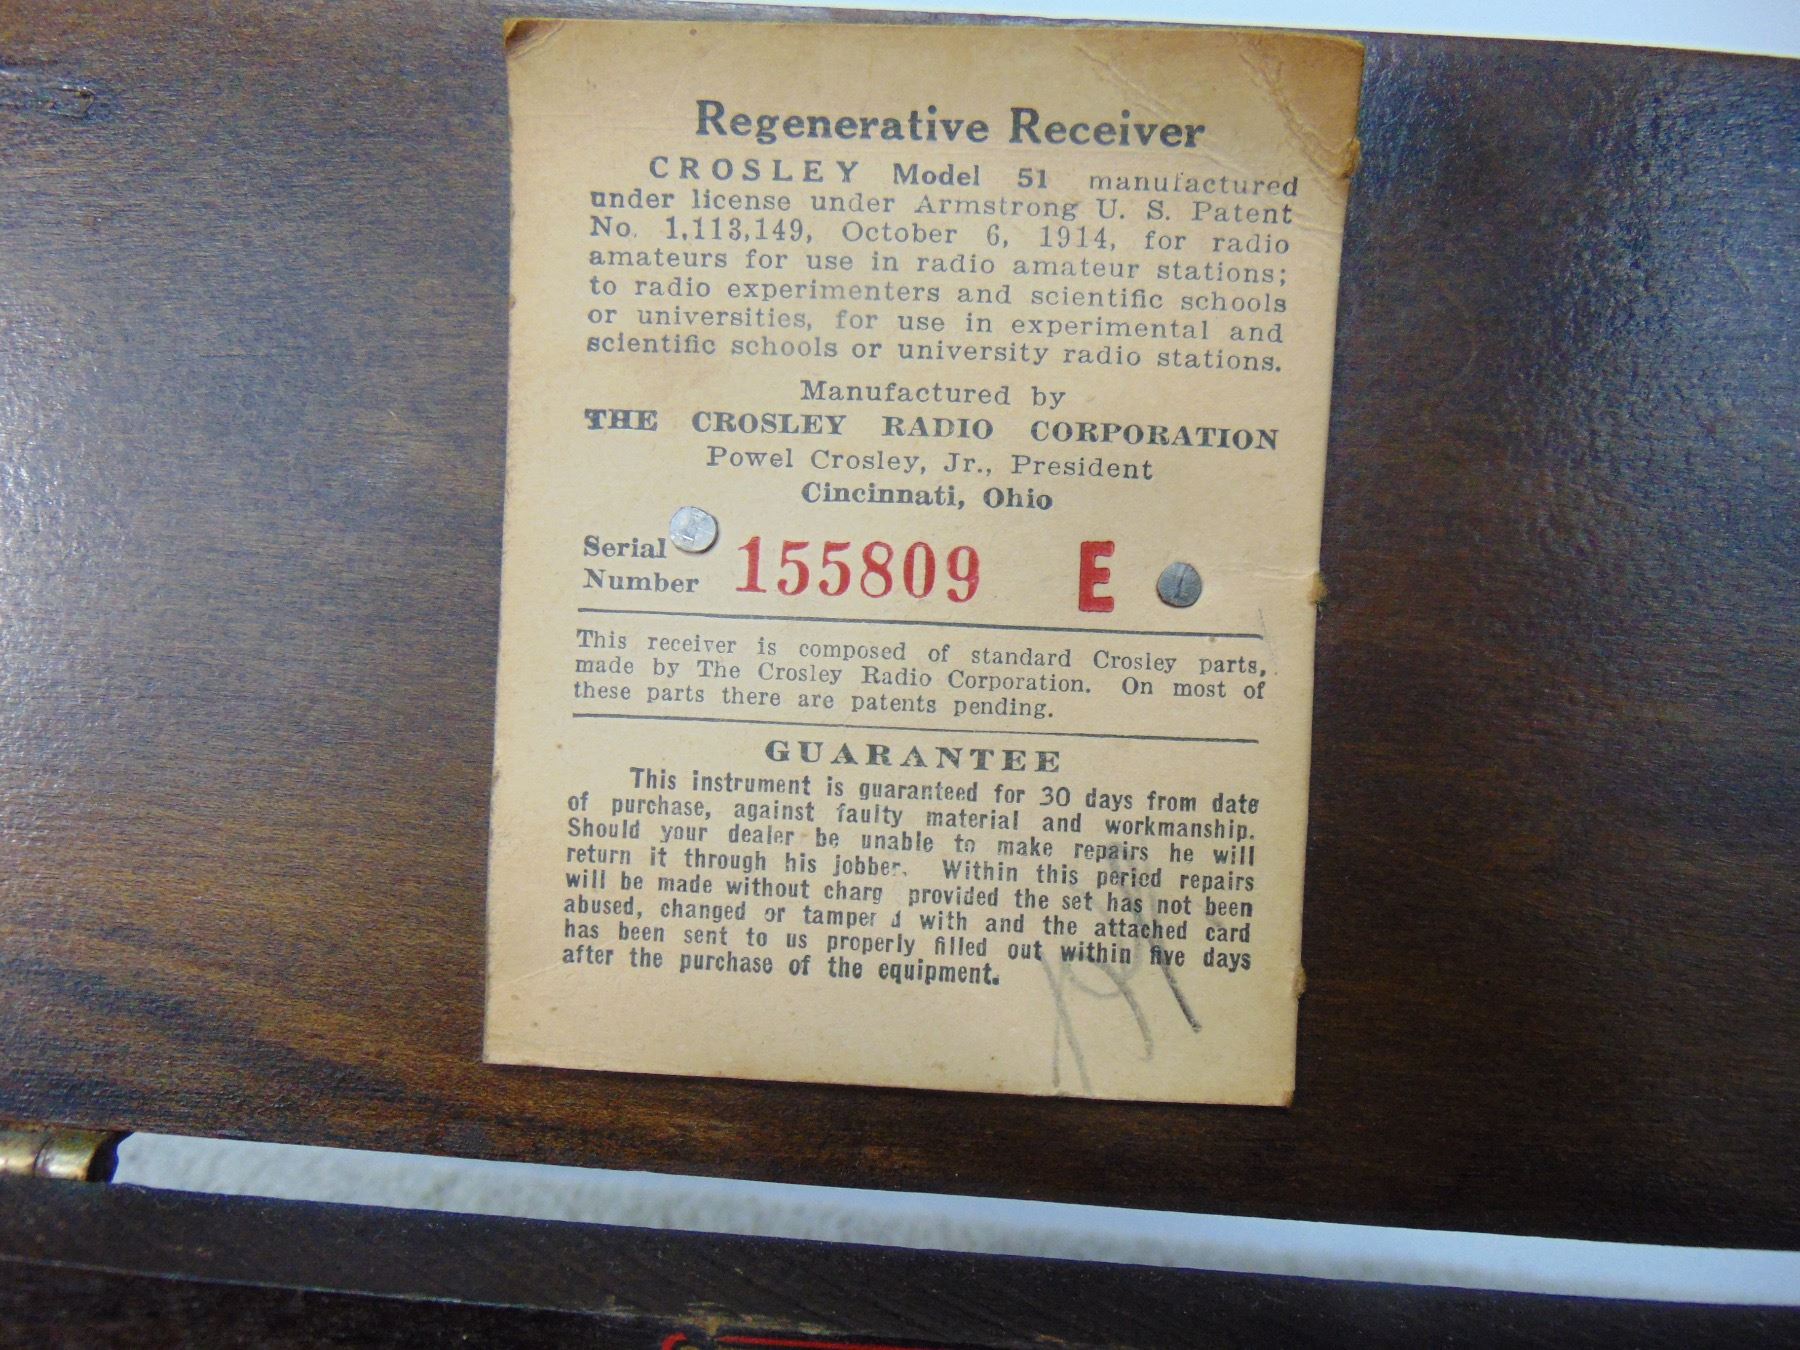 Regenerative Receiver
CROSLEY Model 51 manufactured
under license under Armstrong U. S. Patent
No. 1,113,149, October 6, 1914, for radio
amateurs for use in radio amateur stations;
to radio experimenters and scientific schools
or universities, for use in experimental and
scientific schools or university radio stations.
Manufactured by
THE CROSLEY RADIO CORPORATION
Powel Crosley, Jr., President
Cincinnati, Ohio
Serial
Number 155809 E
This receiver is composed of standard Crosley parts,
made by The Crosley Radio Corporation. On most of
these parts there are patents pending.
GUARANTEE
This instrument is guaranteed for 30 days from date
of purchase, against faulty material and workmanship.
Should your dealer be unable to make repairs he will
return it through his jobber. Within this period repairs
will be made without charg provided the set has not been
abused, changed or tamper d with and the attached card
has been sent to us properly filled out within five days
after the purchase of the equipment.